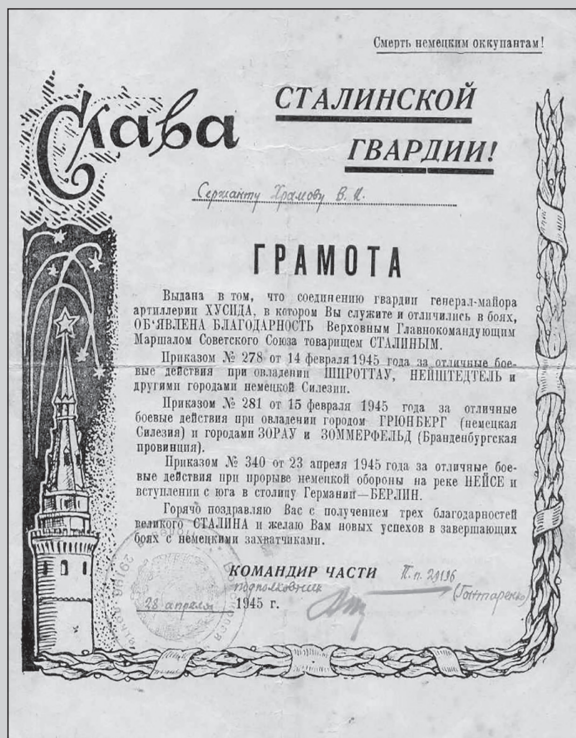 Смерть немецким оккупантам!
Слава
СТАЛИНСКОЙ
ГВАРДИИ!
Сержанту Храмову В. И.
ГРАМОТА
Выдана в том, что соединению гвардии генерал-майора
артиллерии ХУСИДА, в котором Вы служите и отличились в боях,
ОБ'ЯВЛЕНА БЛАГОДАРНОСТЬ Верховным Главнокомандующим
Маршалом Советского Союза товарищем СТАЛИНЫМ.
Приказом № 278 от 14 февраля 1945 года за отличные бое-
вые действия при овладении ШПРОТТАУ, НЕЙШТЕДТЕЛЬ и
другими городами немецкой Силезии.
Приказом № 281 от 15 февраля 1945 года за отличные
боевые действия при овладении городом ГРЮНБЕРГ (немецкая
Силезия) и городами ЗОРАУ и ЗОММЕРФЕЛЬД (Бранденбургская
провинция).
Приказом № 340 от 23 апреля 1945 года за отличные бое-
вые действия при прорыве немецкой обороны на реке НЕЙСЕ и
вступлении с юга в столицу Германии—БЕРЛИН.
Горячо поздравляю Вас с получением трех благодарностей
великого СТАЛИНА и желаю Вам новых успехов в завершающих
боях с немецкими захватчиками.
КОМАНДИР ЧАСТИ П. п. 29196
подполковник (Гонтаренко)
28 апреля 1945 г.